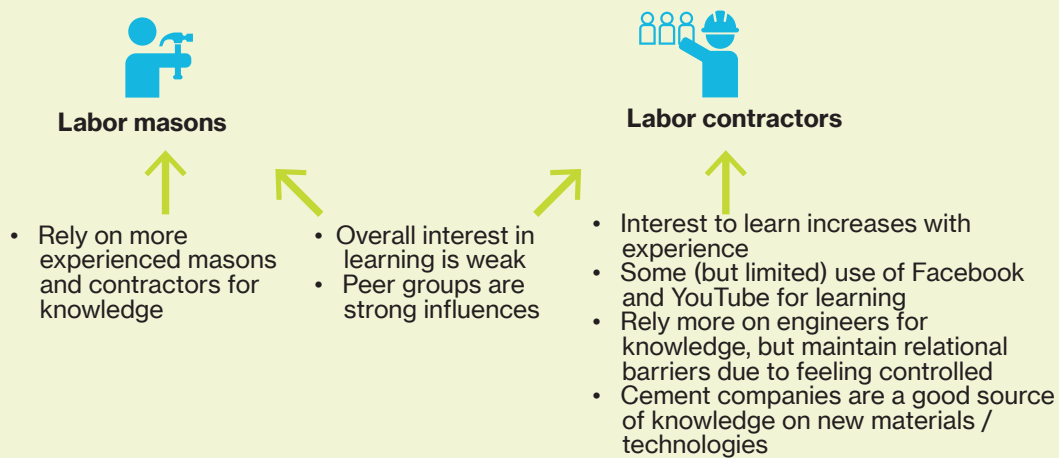 Labor masons
Labor contractors
• Rely on more
experienced masons
and contractors for
knowledge
• Overall interest in
learning is weak
• Peer groups are
strong influences
• Interest to learn increases with
experience
• Some (but limited) use of Facebook
and YouTube for learning
• Rely more on engineers for
knowledge, but maintain relational
barriers due to feeling controlled
• Cement companies are a good source
of knowledge on new materials /
technologies